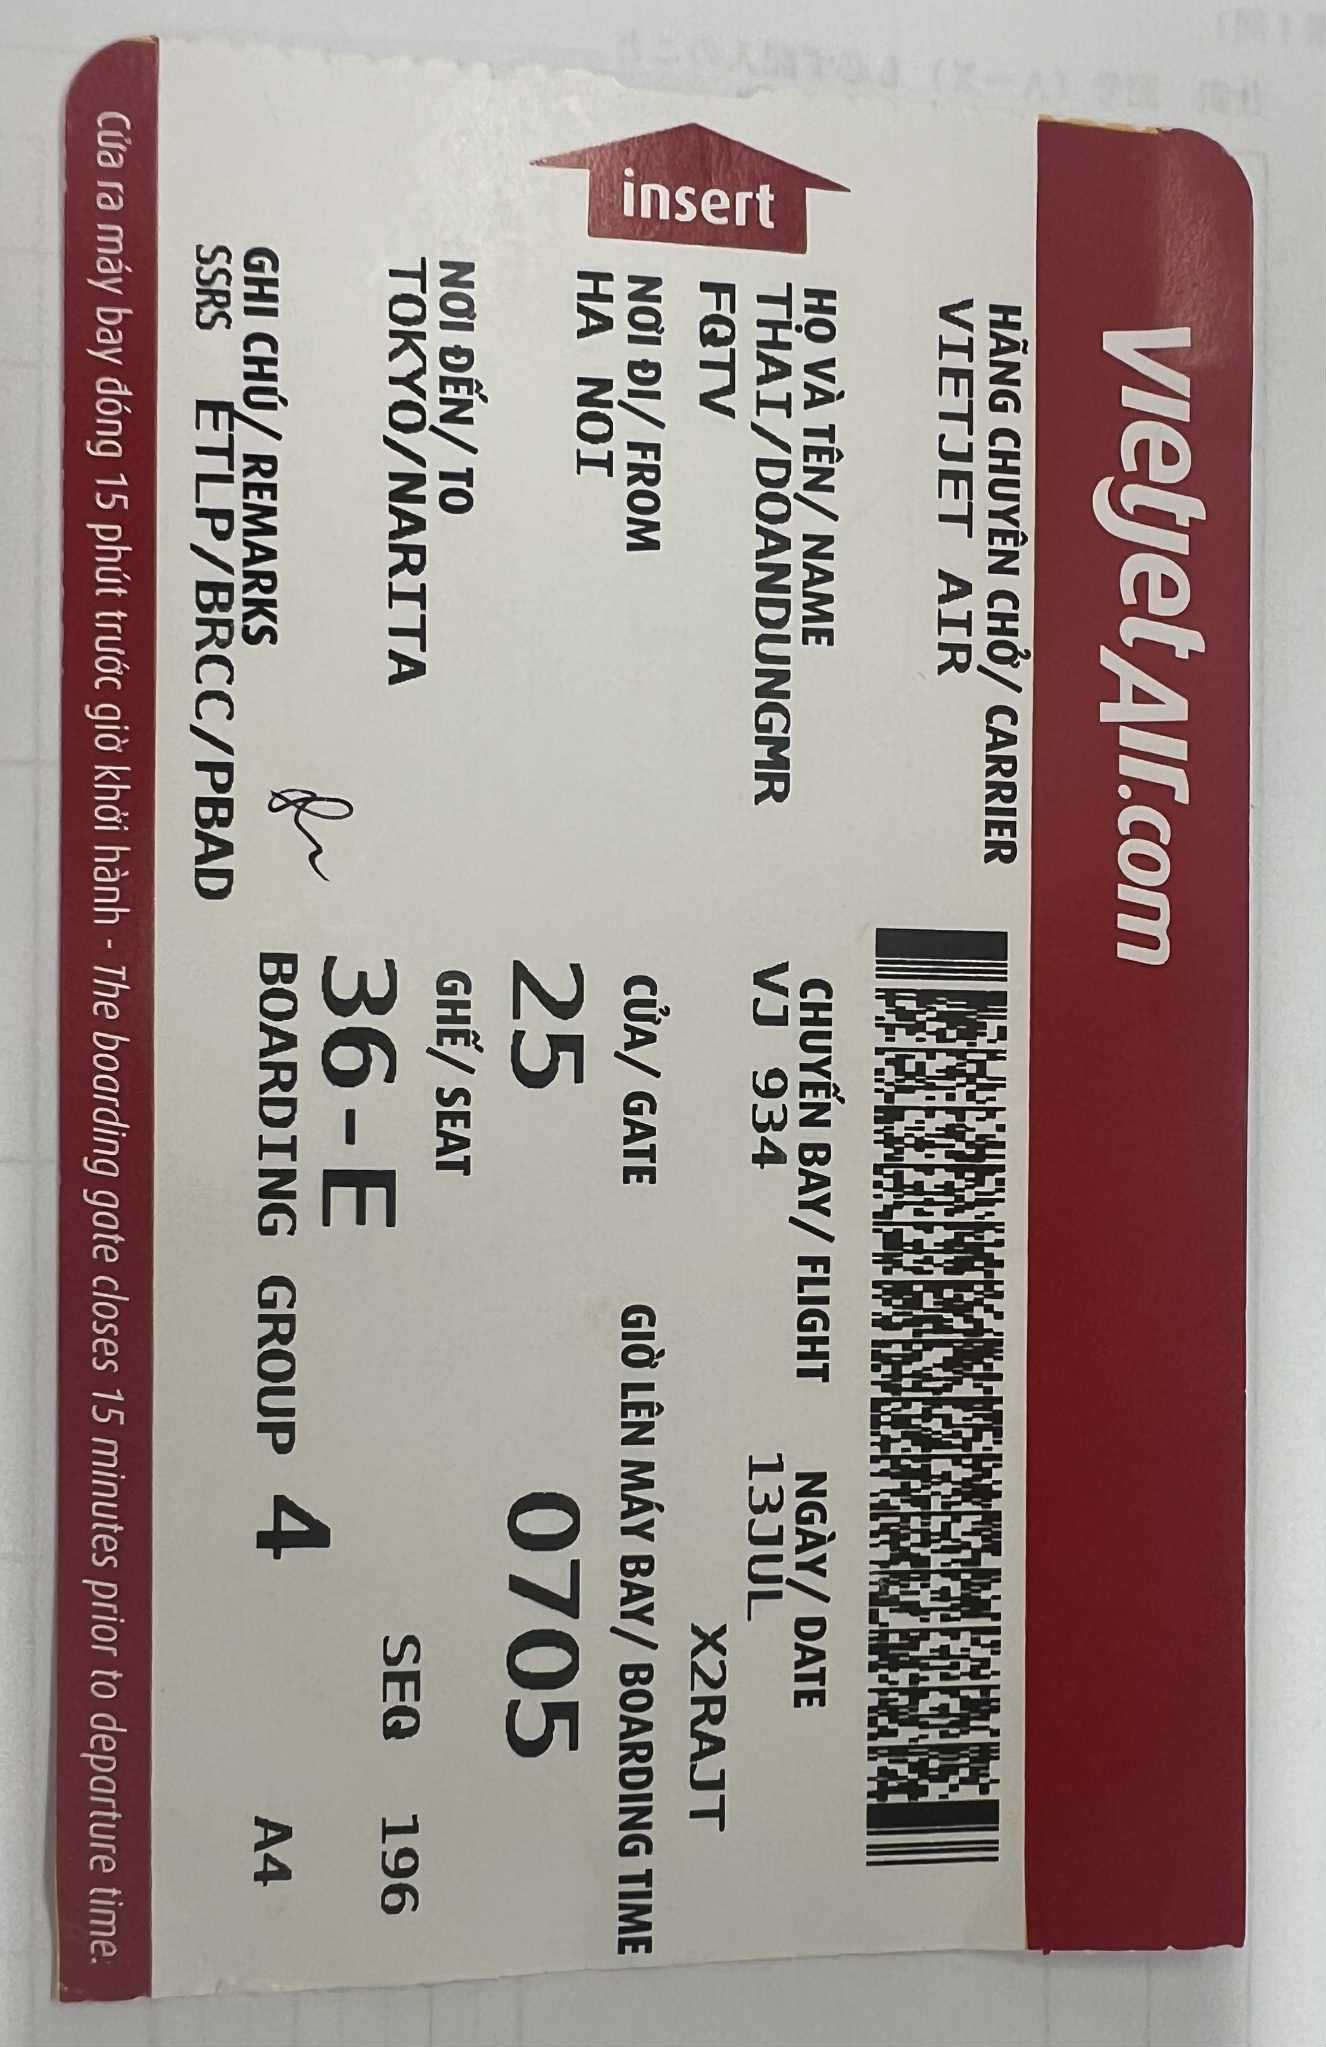 VietjetAir.com
HÃNG CHUYÊN CHỞ/ CARRIER
VIETJET AIR
HỌ VÀ TÊN/ NAME
THAI/DOANDUNGMR
FQTV
NƠI ĐI/ FROM
HA NOI
NƠI ĐẾN/ TO
TOKYO/NARITA
GHI CHÚ/ REMARKS
SSRS ETLP/BRCC/PBAD
insert
CHUYẾN BAY/ FLIGHT NGÀY/ DATE
VJ 934 13JUL
X2RAJT
CỬA/ GATE GIỜ LÊN MÁY BAY/ BOARDING TIME
25 0705
GHẾ/ SEAT
36-E SEQ 196
BOARDING GROUP 4 A4
Cửa ra máy bay đóng 15 phút trước giờ khởi hành - The boarding gate closes 15 minutes prior to departure time.